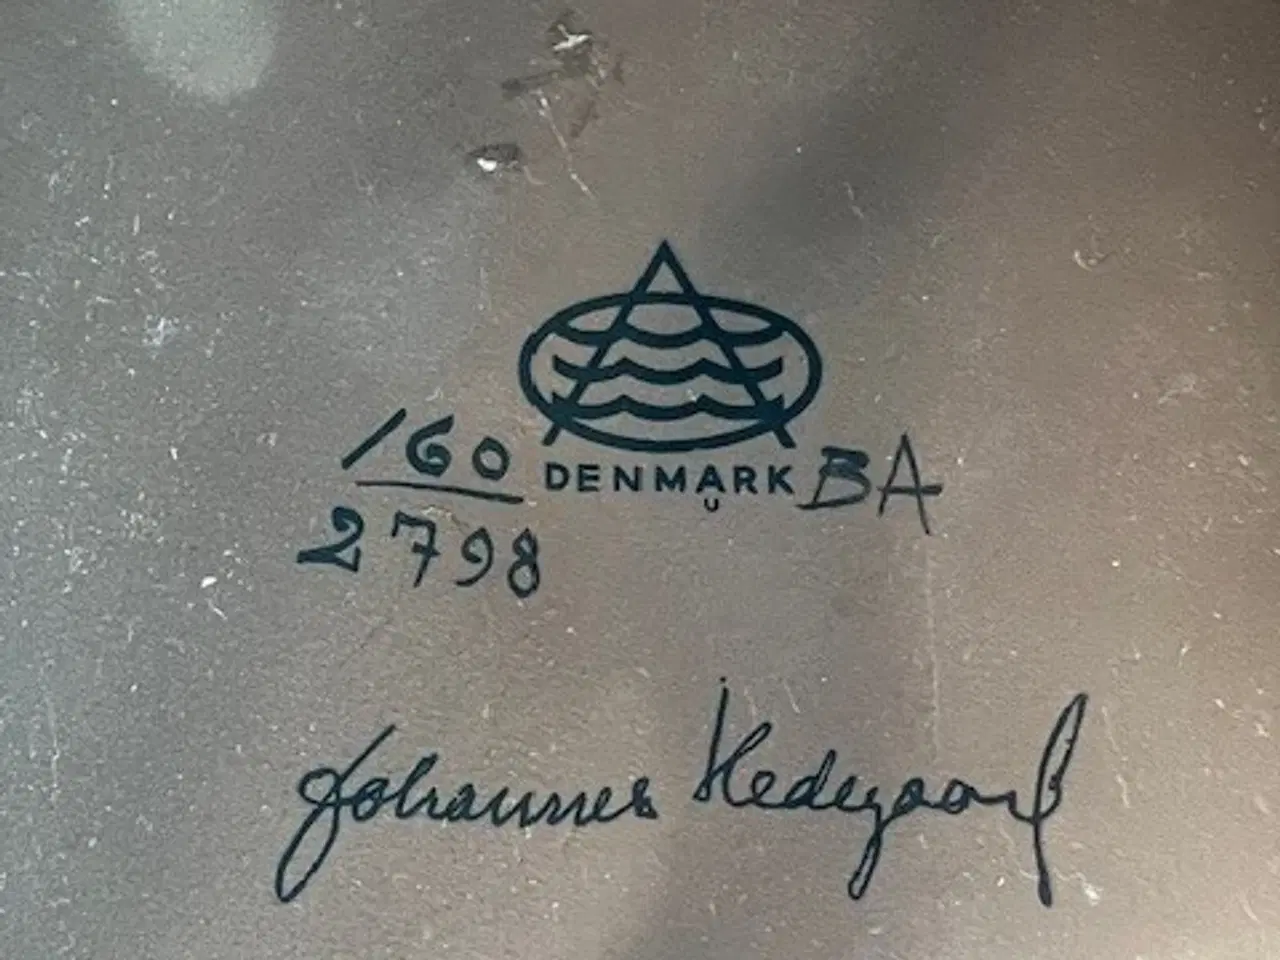 160 DENMARK BA
2798
Johannes Hedegaard